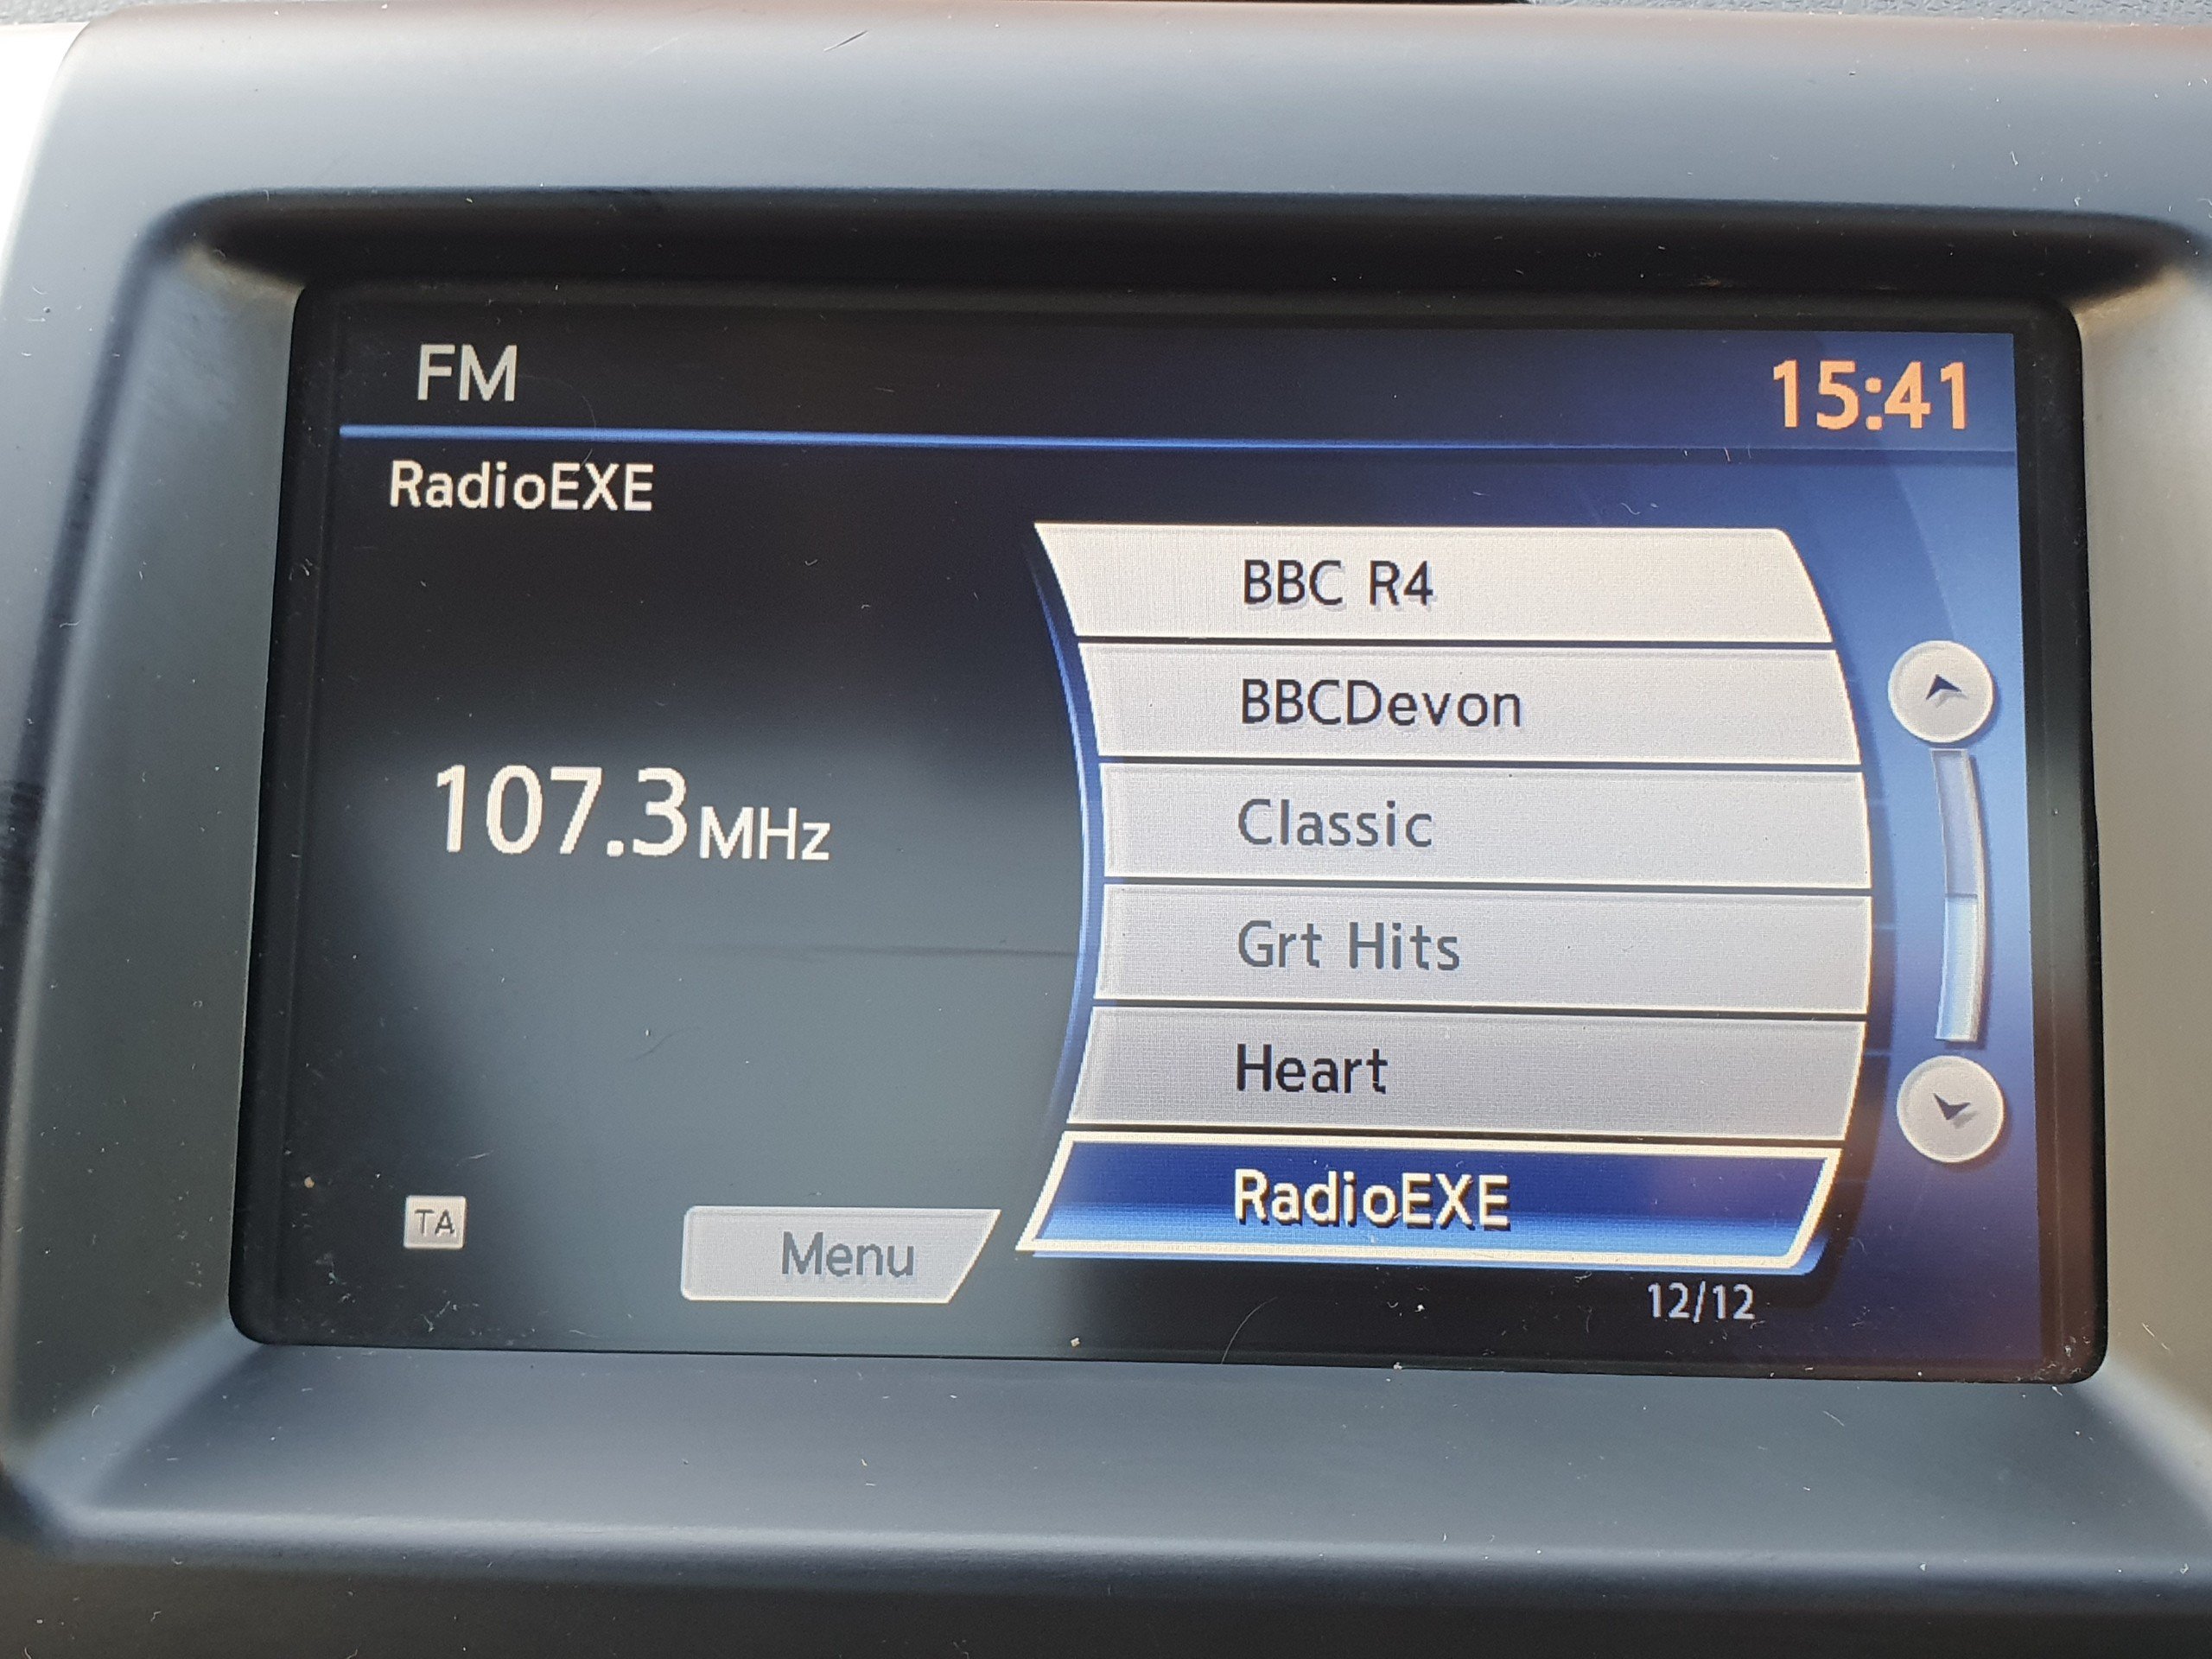 FM
15:41
RadioEXE
BBC R4
BBCDevon
Classic
107.3MHz
Grt Hits
Heart
RadioEXE
TA
Menu
12/12